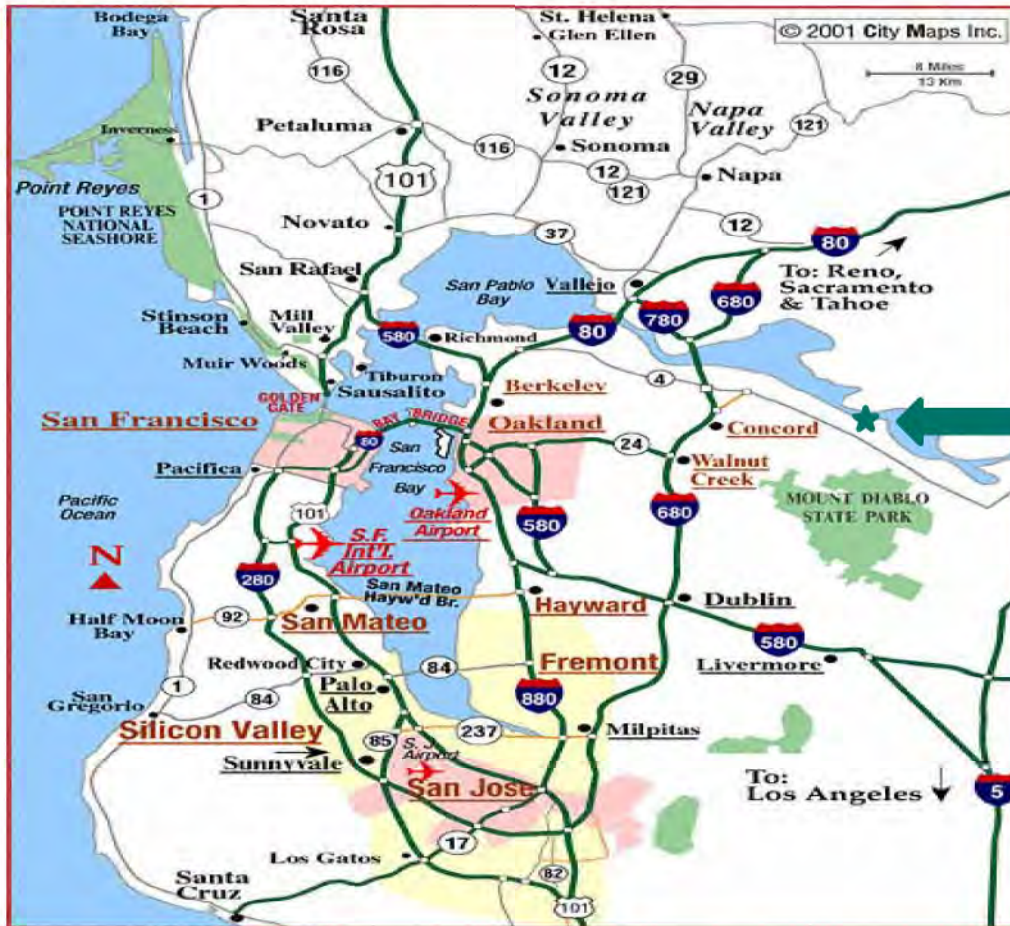 Bodega
Bay
Santa
Rosa
St. Helena
Glen Ellen
© 2001 City Maps Inc.
8 Miles
13 Km
116
12
29
Sonoma
Valley
Napa
Valley
121
Inverness
Petaluma
116
Sonoma
101
12
121
Napa
Point Reyes
1
POINT REYES
NATIONAL
SEASHORE
Novato
37
12
80
San Rafael
San Pablo
Bay
Vallejo
To: Reno,
Sacramento
& Tahoe
680
780
80
Stinson
Beach
Mill
Valley
580
Richmond
Muir Woods
Tiburon
Sausalito
4
Berkeley
GOLDEN
GATE
San Francisco
BAY BRIDGE
Oakland
Concord
80
24
San
Francisco
Bay
Walnut
Creek
Pacifica
Pacific
Ocean
Oakland
Airport
MOUNT DIABLO
STATE PARK
101
580
680
S.F.
Int'l.
Airport
N
280
San Mateo
Hayw'd Br.
Hayward
Dublin
Half Moon
Bay
92
San Mateo
580
Livermore
Redwood City
84
Fremont
1
San
Gregorio
84
Palo
Alto
880
Silicon Valley
85
237
Milpitas
S. J.
Airport
Sunnyvale
San Jose
To:
Los Angeles
5
17
Los Gatos
82
Santa
Cruz
101